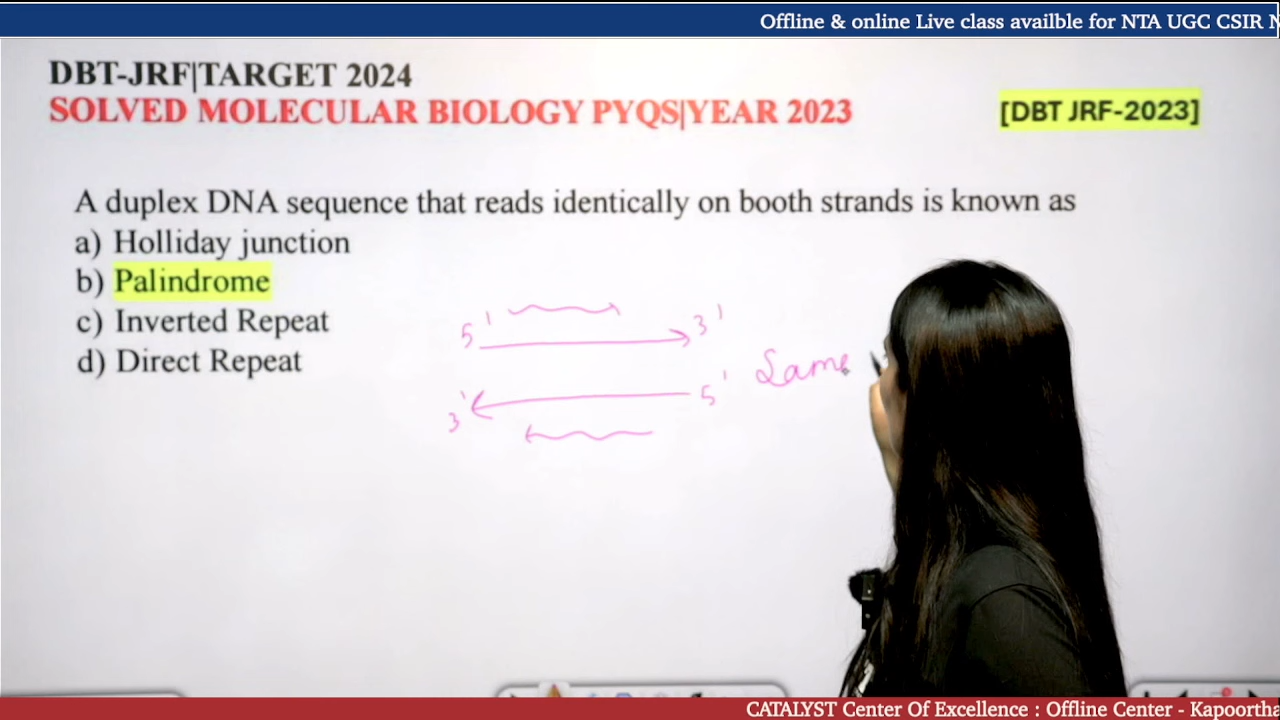 Offline & online Live class availble for NTA UGC CSIR N
DBT-JRF|TARGET 2024
SOLVED MOLECULAR BIOLOGY PYQS|YEAR 2023
[DBT JRF-2023]
A duplex DNA sequence that reads identically on booth strands is known as
a) Holliday junction
b) Palindrome
c) Inverted Repeat
d) Direct Repeat
5' 3'
Same
3' 5'
CATALYST Center Of Excellence : Offline Center - Kapoortha